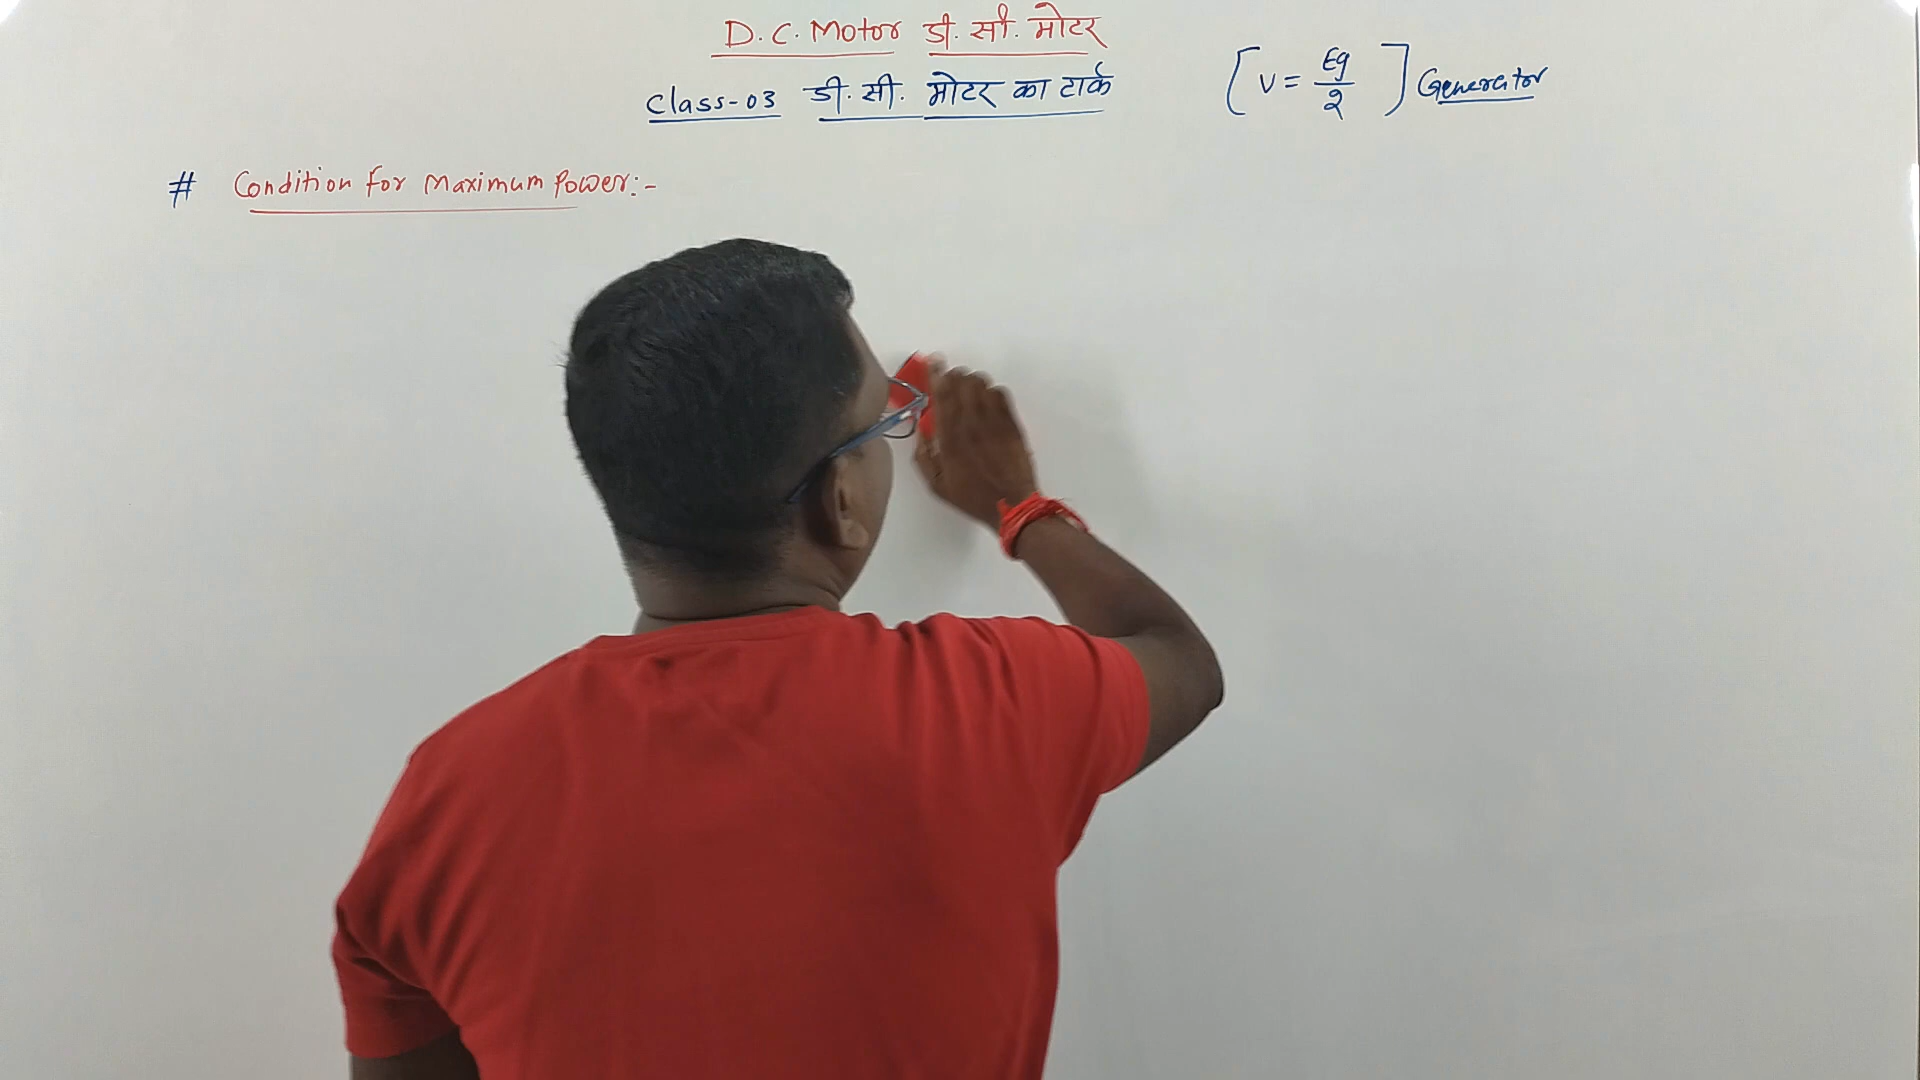 D.C. Motor डी.सी. मोटर
Class-03 डी.सी. मोटर का टार्क
[V = Eg/2] Generator
# Condition for Maximum Power:-